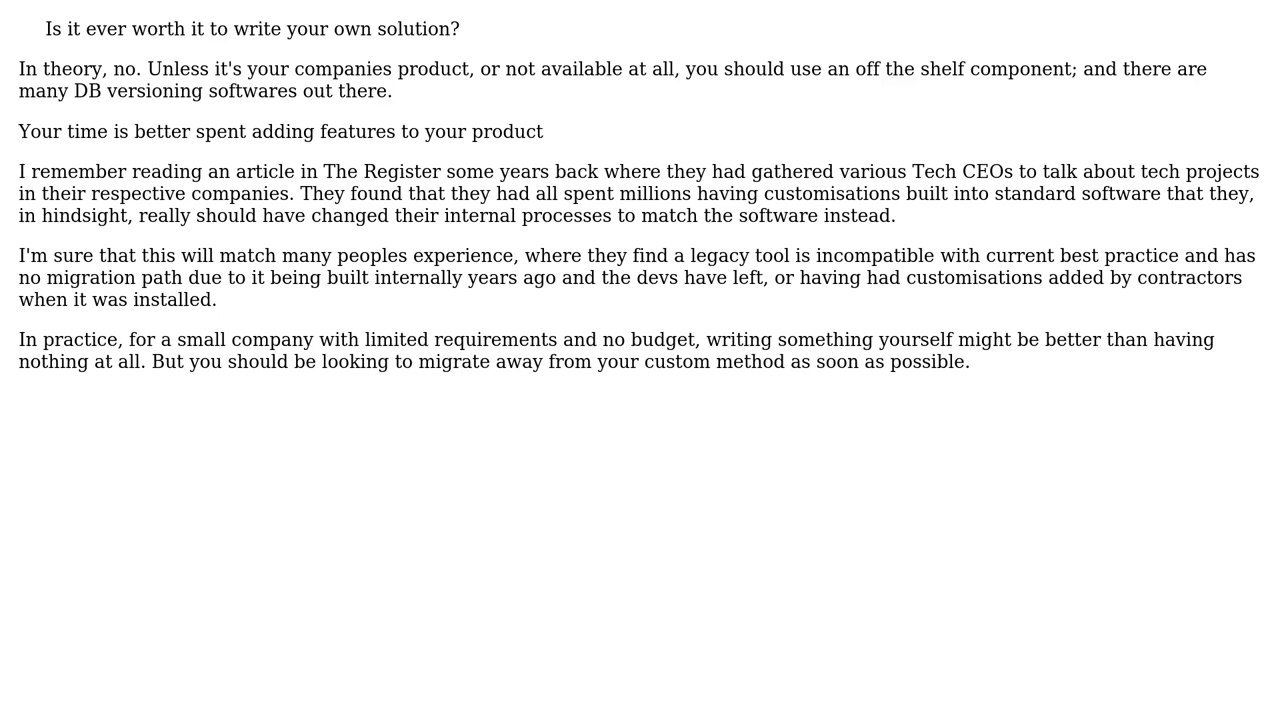 Is it ever worth it to write your own solution?
In theory, no. Unless it's your companies product, or not available at all, you should use an off the shelf component; and there are
many DB versioning softwares out there.
Your time is better spent adding features to your product
I remember reading an article in The Register some years back where they had gathered various Tech CEOs to talk about tech projects
in their respective companies. They found that they had all spent millions having customisations built into standard software that they,
in hindsight, really should have changed their internal processes to match the software instead.
I'm sure that this will match many peoples experience, where they find a legacy tool is incompatible with current best practice and has
no migration path due to it being built internally years ago and the devs have left, or having had customisations added by contractors
when it was installed.
In practice, for a small company with limited requirements and no budget, writing something yourself might be better than having
nothing at all. But you should be looking to migrate away from your custom method as soon as possible.